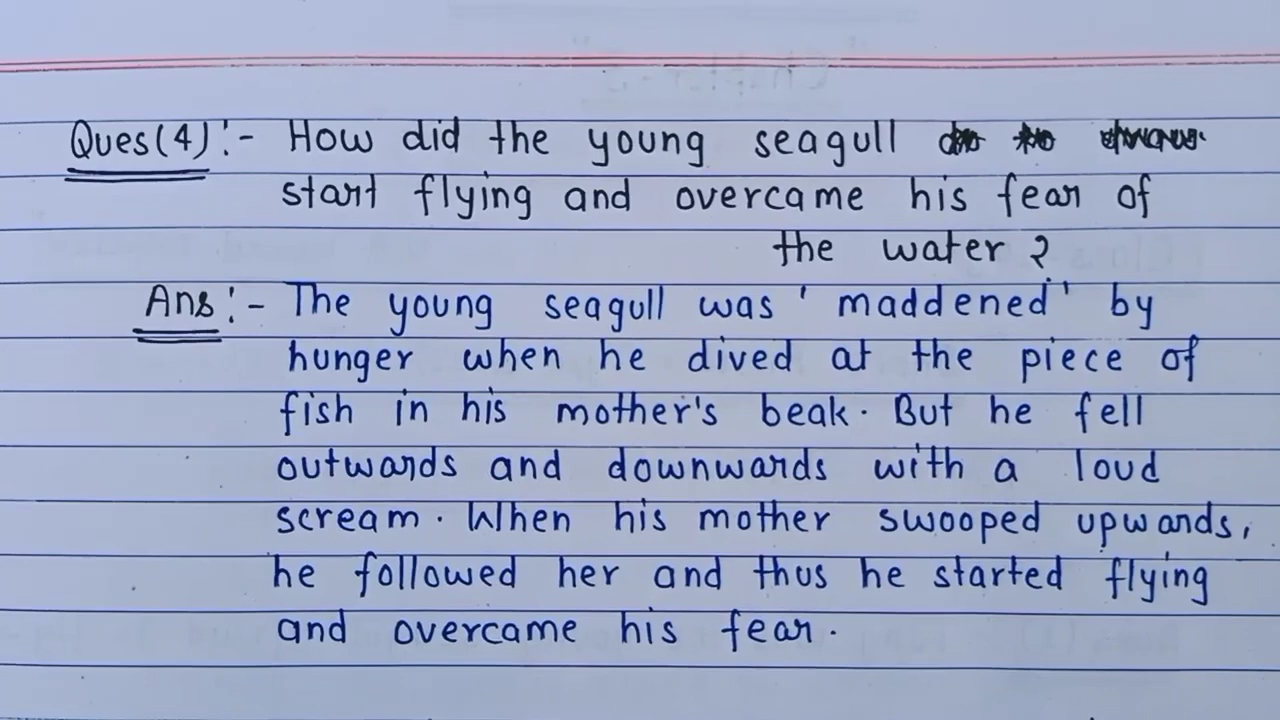 Ques(4):- How did the young seagull
start flying and overcame his fear of
the water?
Ans:- The young seagull was 'maddened' by
hunger when he dived at the piece of
fish in his mother's beak. But he fell
outwards and downwards with a loud
scream. When his mother swooped upwards,
he followed her and thus he started flying
and overcame his fear.